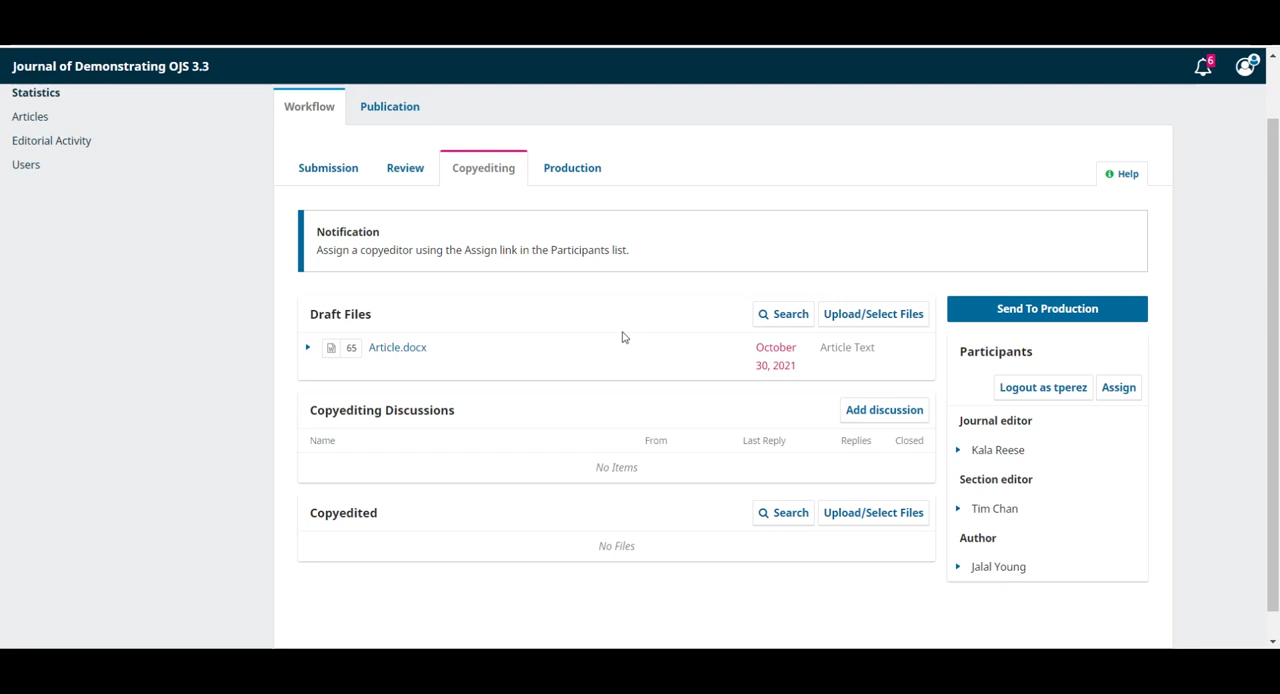 Journal of Demonstrating OJS 3.3
6
Statistics
Articles
Editorial Activity
Users
Workflow
Publication
Submission
Review
Copyediting
Production
Help
Notification
Assign a copyeditor using the Assign link in the Participants list.
Draft Files
Search
Upload/Select Files
65
Article.docx
October
30, 2021
Article Text
Copyediting Discussions
Add discussion
Name
From
Last Reply
Replies
Closed
No Items
Copyedited
Search
Upload/Select Files
No Files
Send To Production
Participants
Logout as tperez
Assign
Journal editor
Kala Reese
Section editor
Tim Chan
Author
Jalal Young